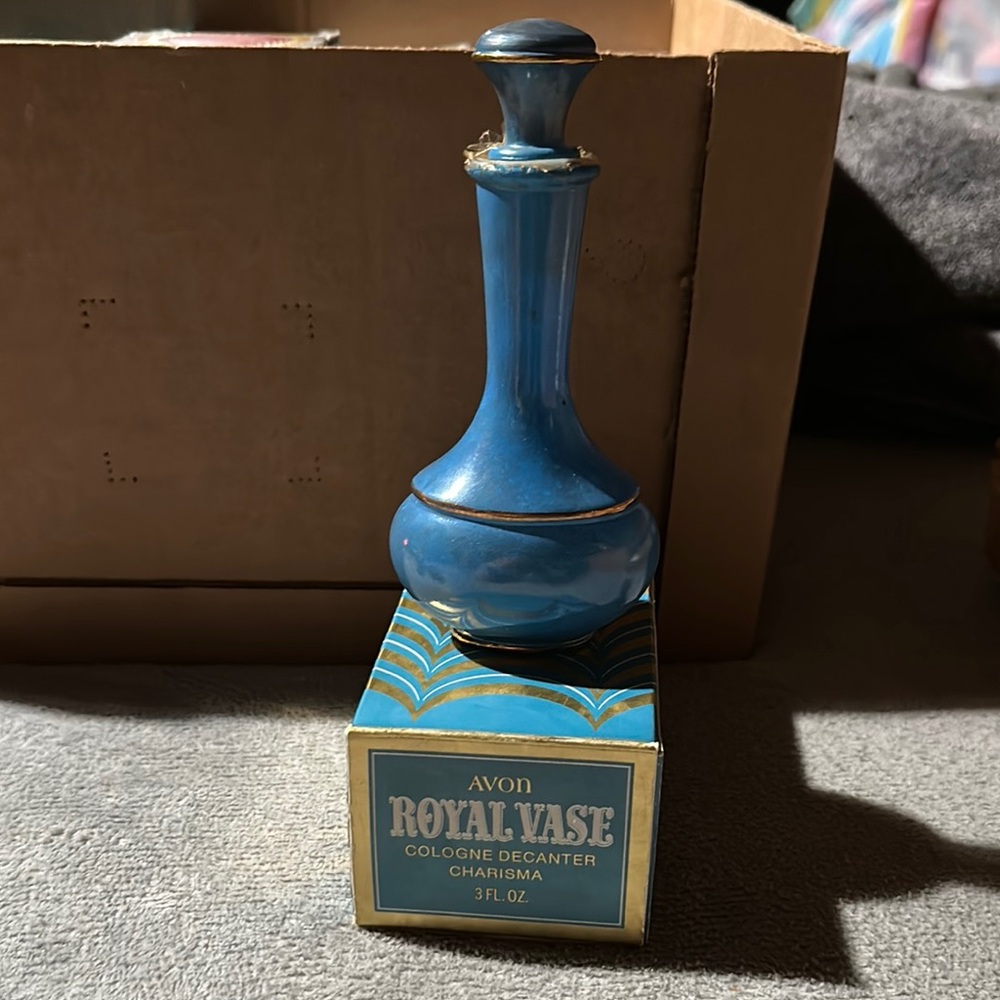 AVON
ROYAL VASE
COLOGNE DECANTER
CHARISMA
3 FL. OZ.